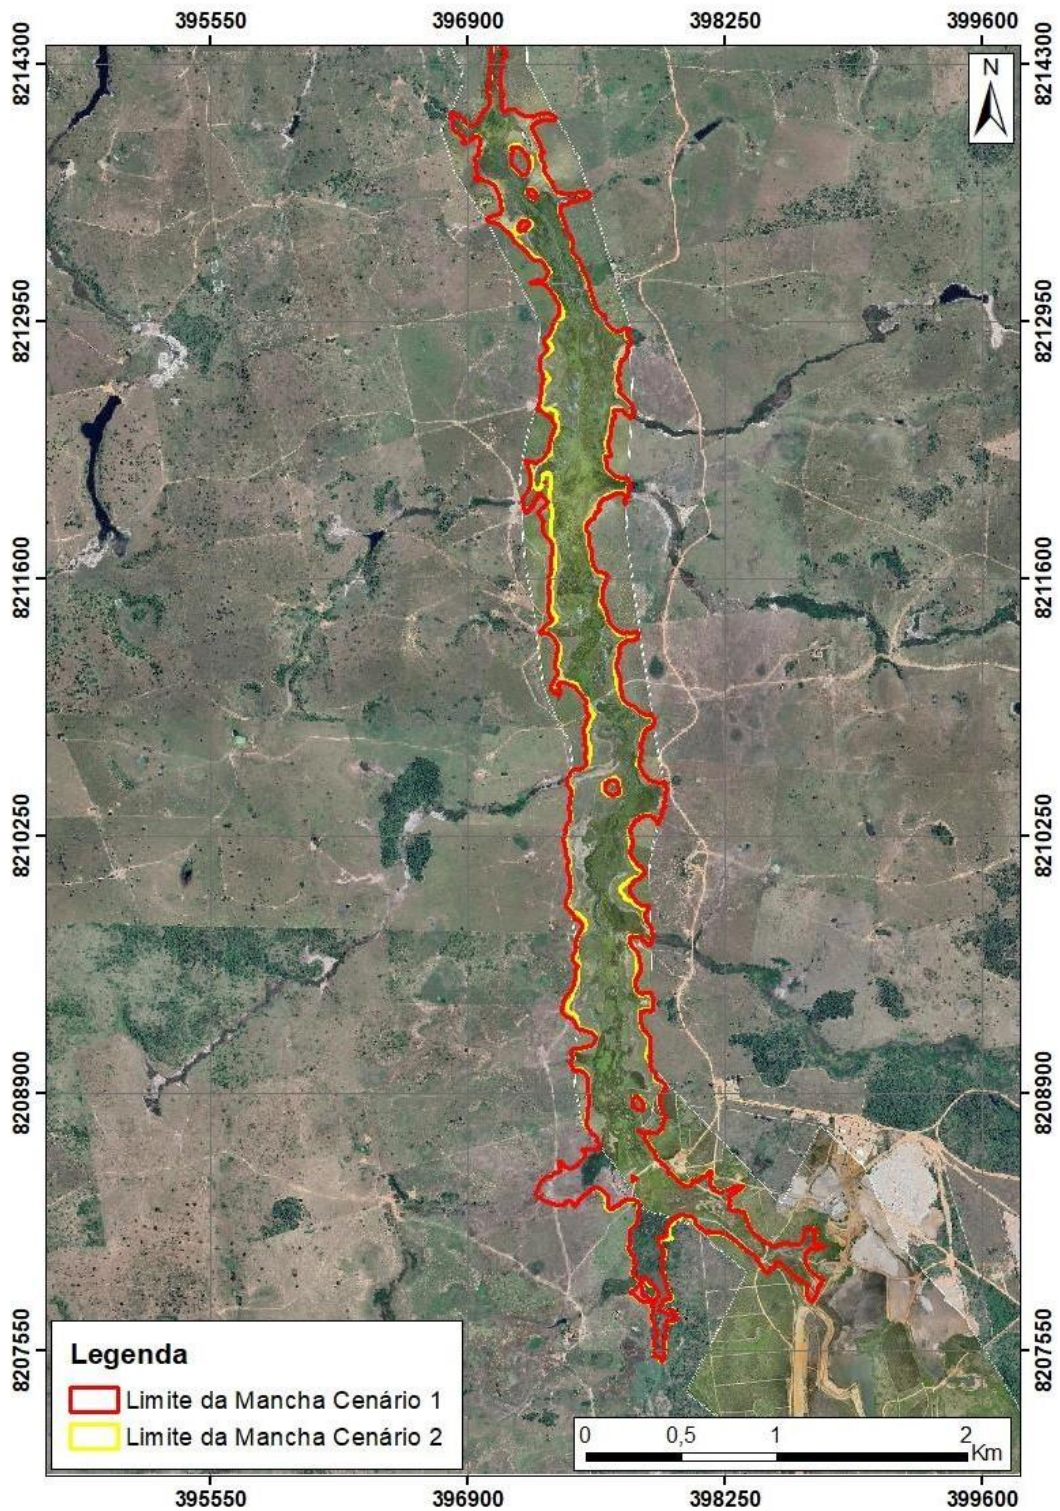 395550 396900 398250 399600
8214300 8214300
N
8212950 8212950
8211600 8211600
8210250 8210250
8208900 8208900
8207550 8207550
Legenda
Limite da Mancha Cenário 1
Limite da Mancha Cenário 2
0 0,5 1 2
Km
395550 396900 398250 399600